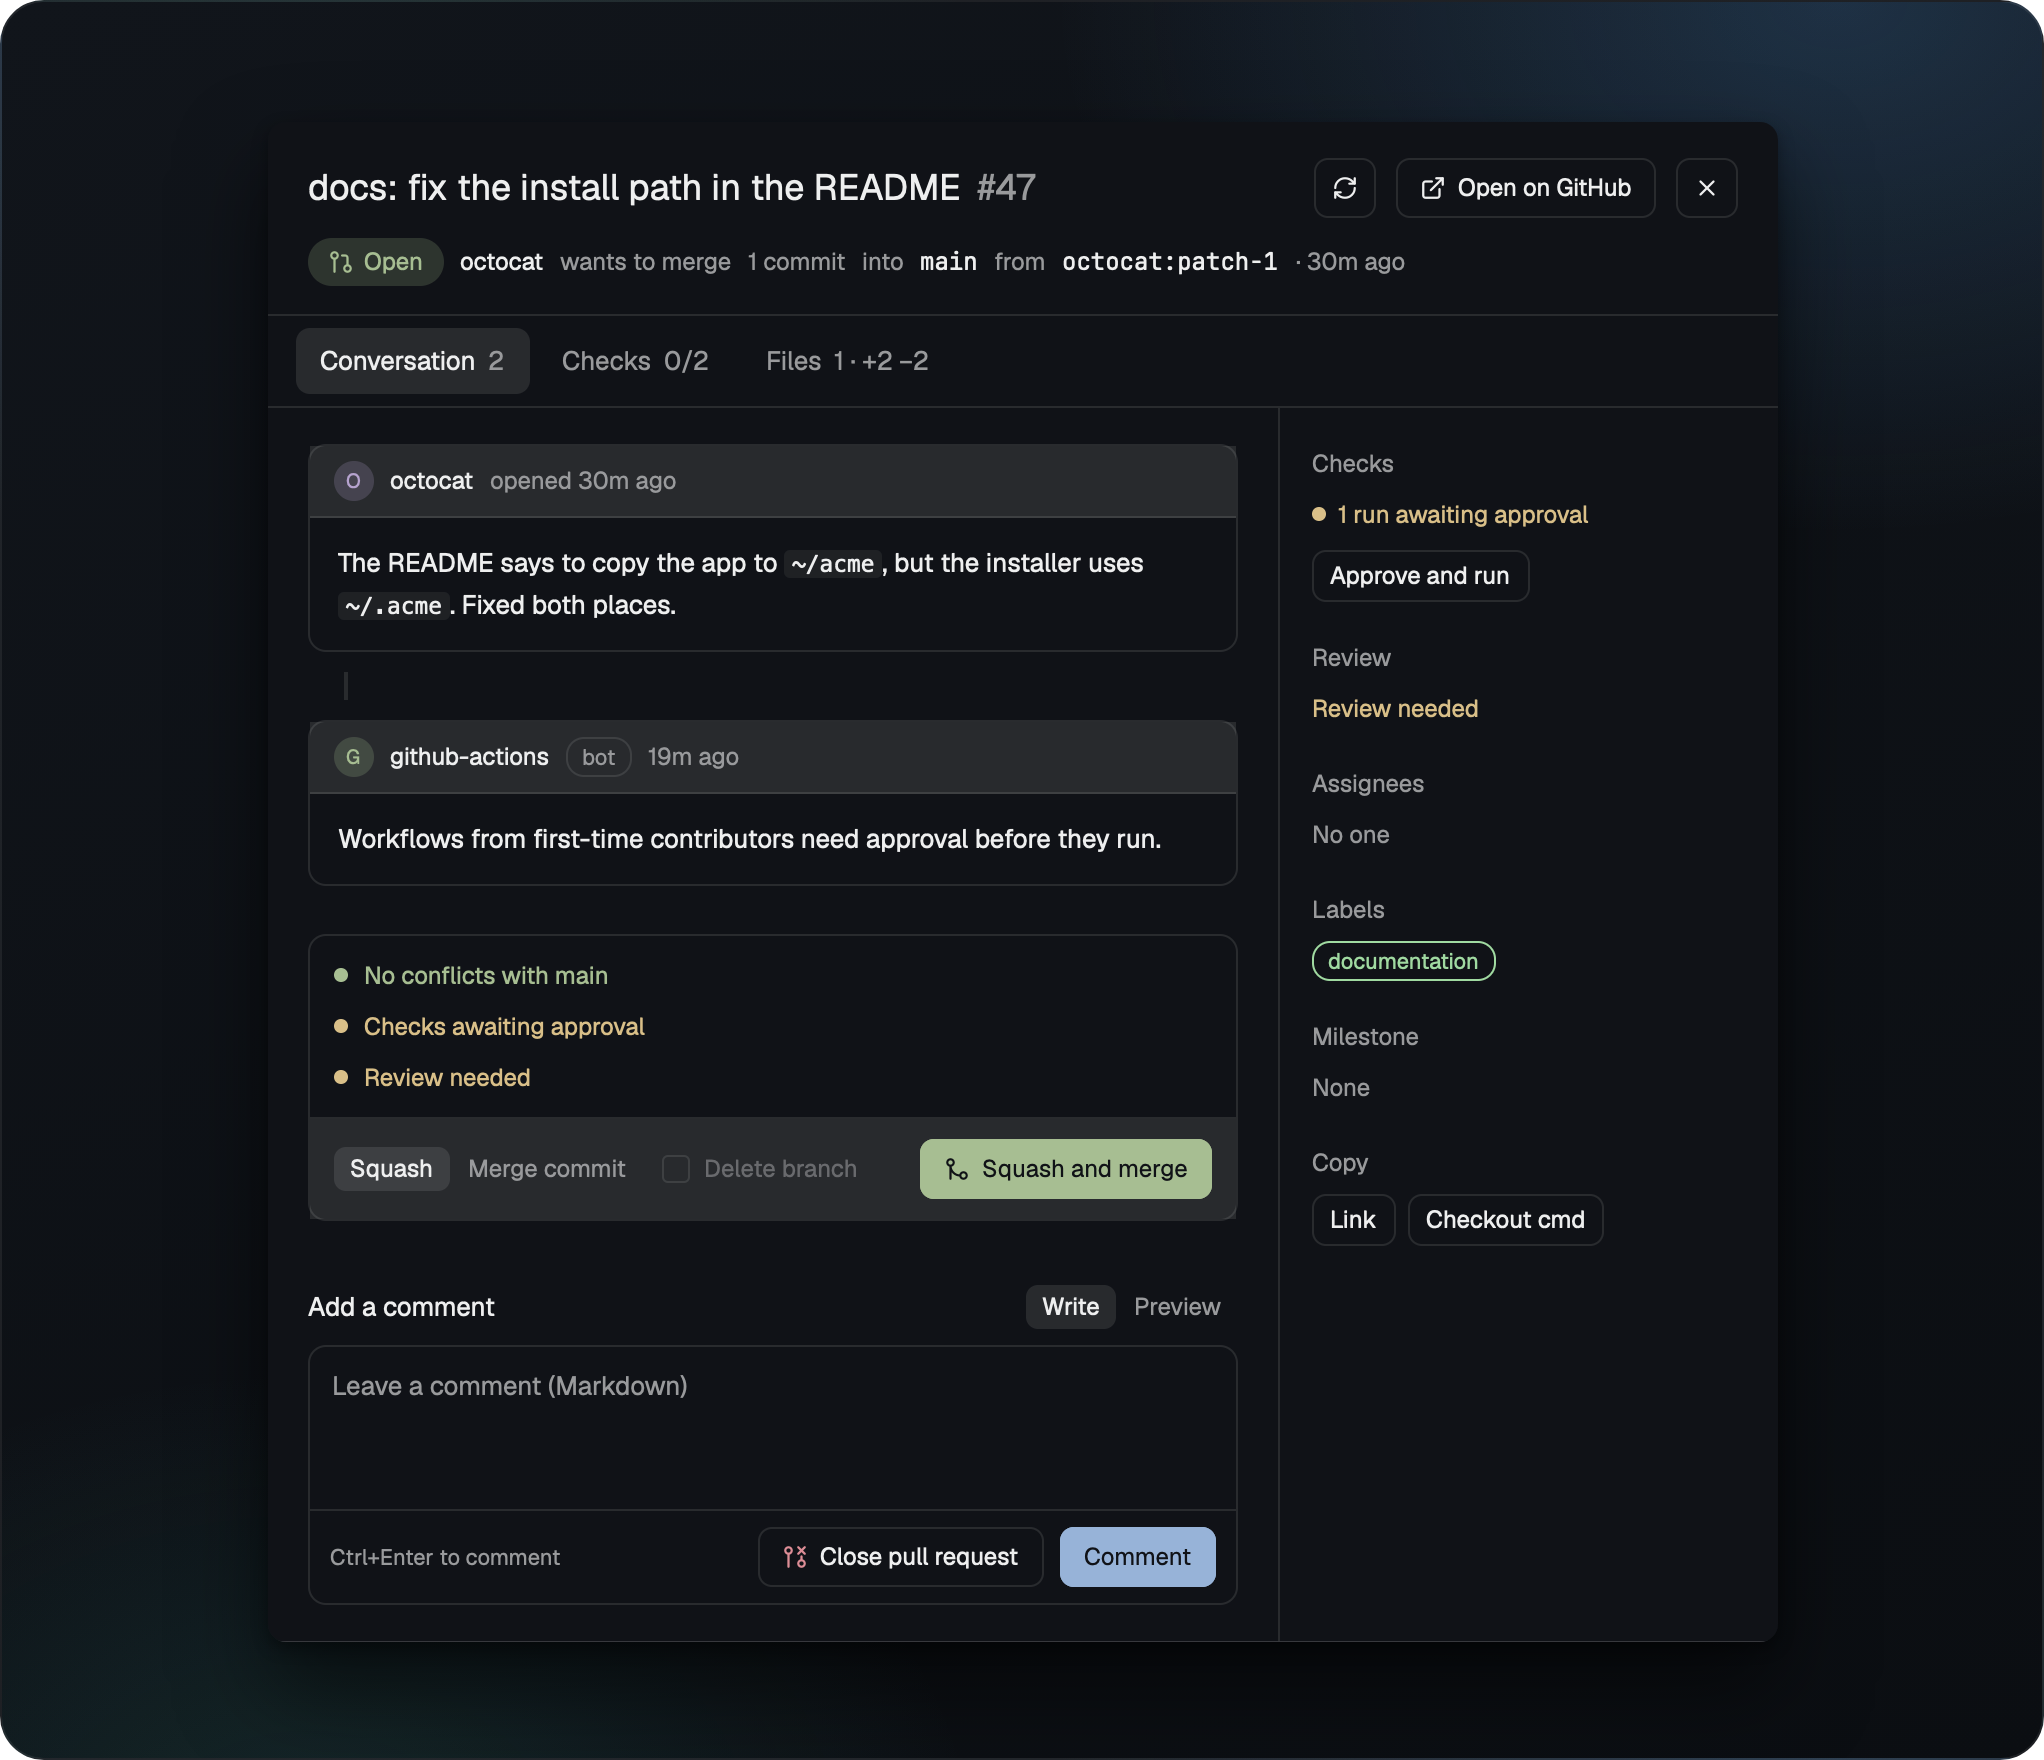 docs: fix the install path in the README #47
Open on GitHub
Open octocat wants to merge 1 commit into main from octocat:patch-1 · 30m ago
Conversation 2
Checks 0/2
Files 1 · +2 −2
O octocat opened 30m ago
The README says to copy the app to ~/acme, but the installer uses
~/.acme. Fixed both places.
G github-actions bot 19m ago
Workflows from first-time contributors need approval before they run.
No conflicts with main
Checks awaiting approval
Review needed
Squash Merge commit Delete branch Squash and merge
Add a comment
Write Preview
Leave a comment (Markdown)
Ctrl+Enter to comment
Close pull request
Comment
Checks
1 run awaiting approval
Approve and run
Review
Review needed
Assignees
No one
Labels
documentation
Milestone
None
Copy
Link Checkout cmd